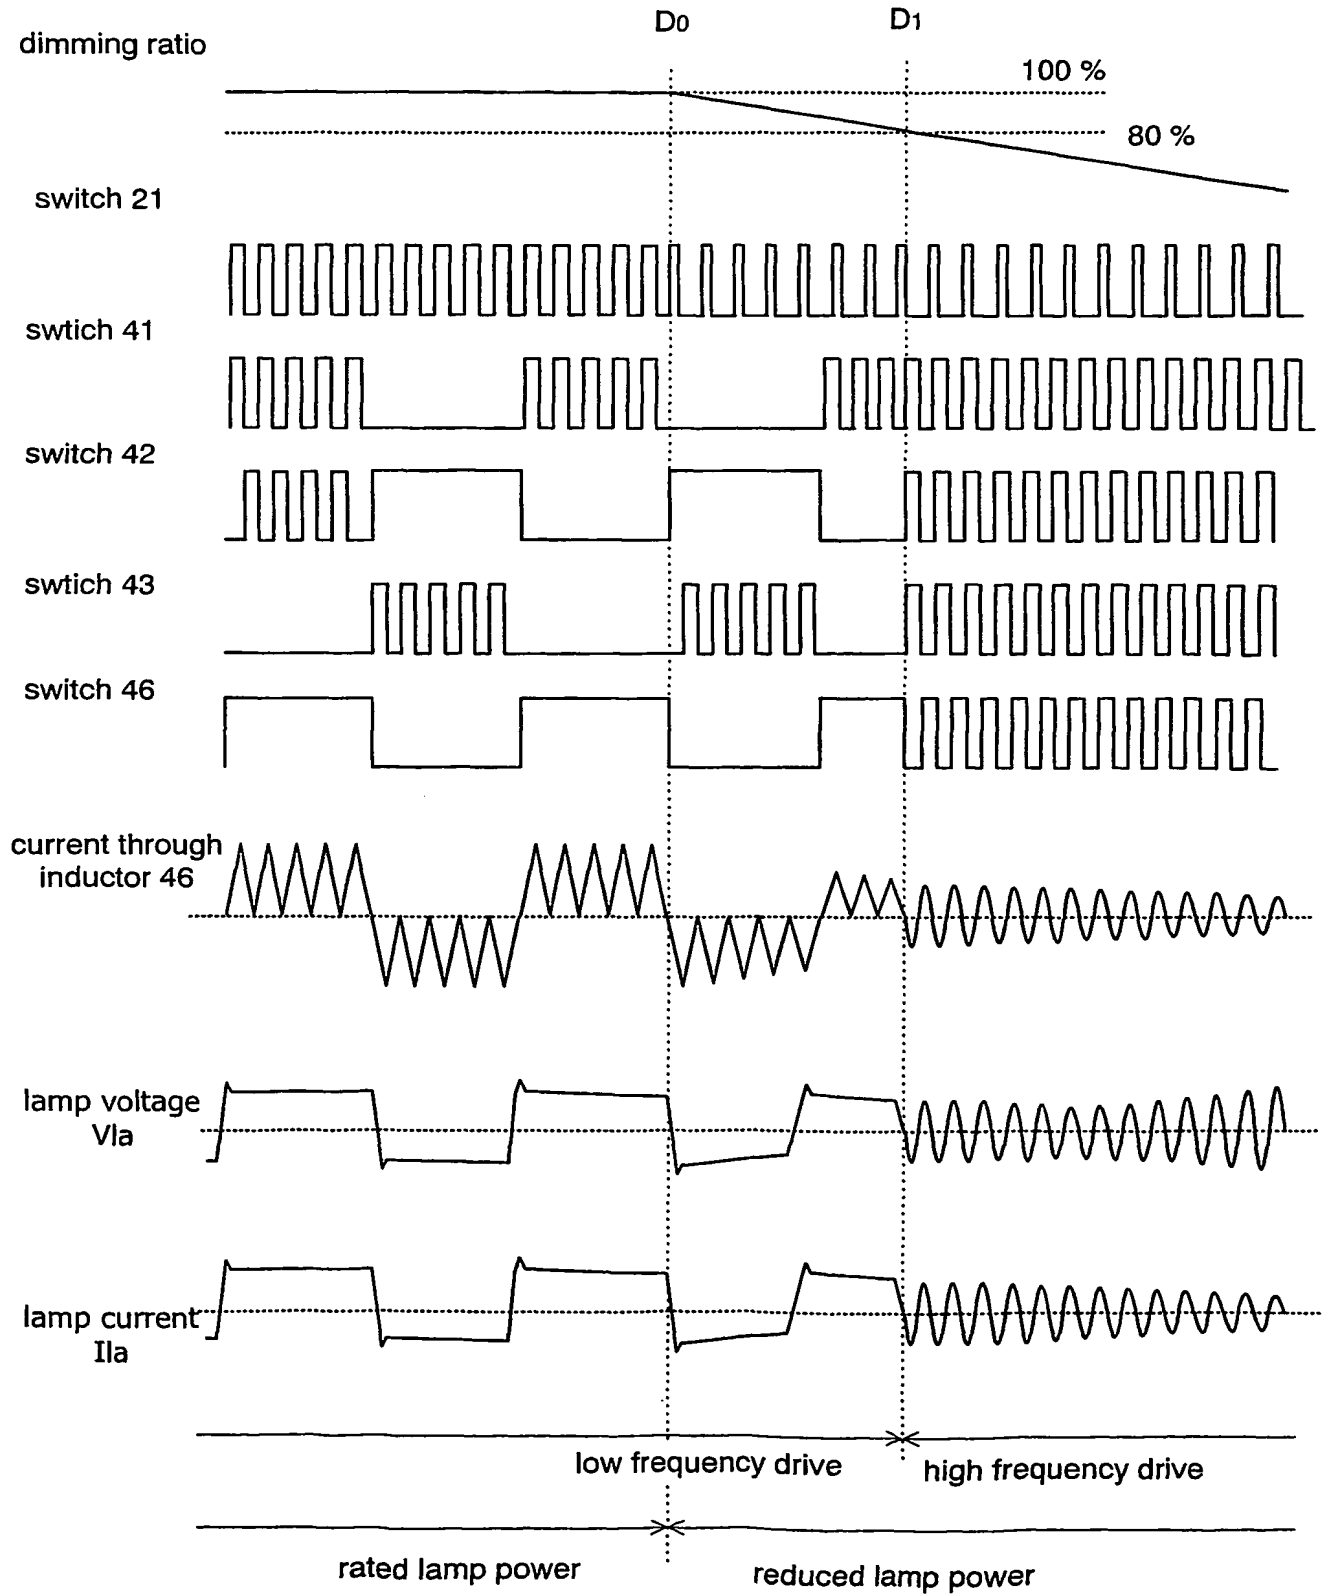 D0 D1
dimming ratio
100 %
80 %
switch 21
swtich 41
switch 42
swtich 43
switch 46
current through
inductor 46
lamp voltage
Vla
lamp current
Ila
low frequency drive high frequency drive
rated lamp power reduced lamp power